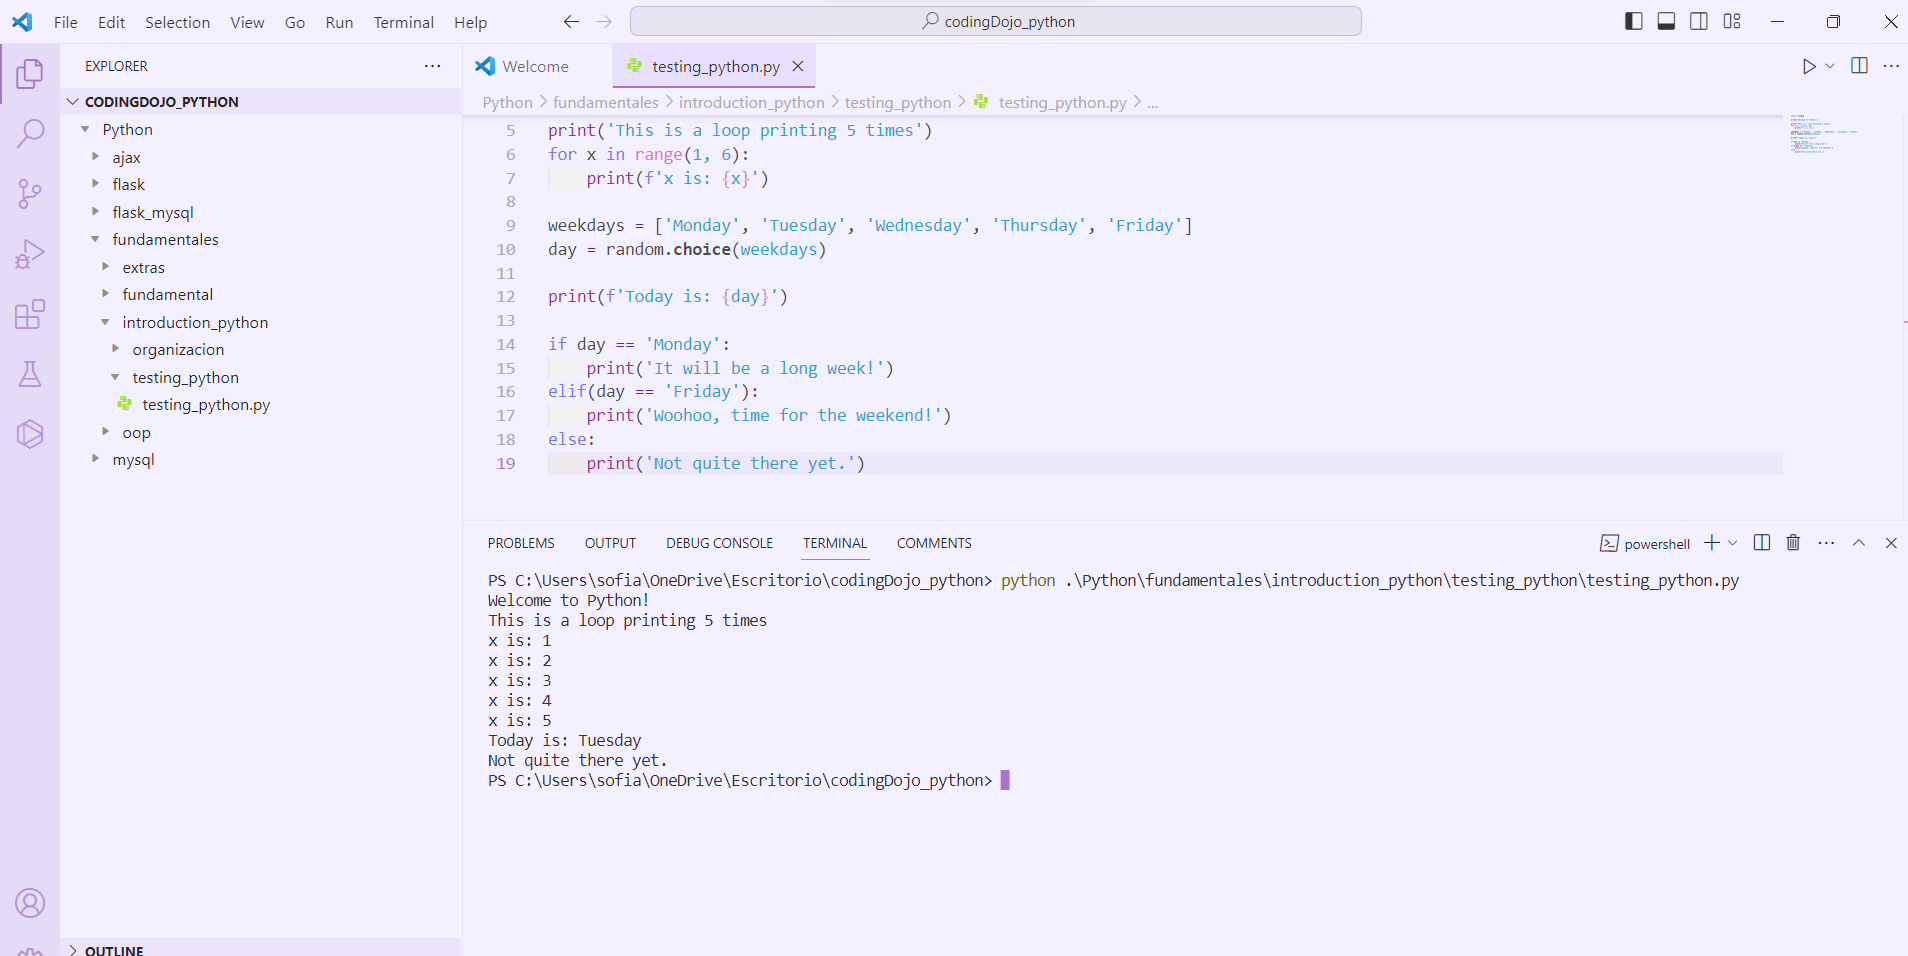 File Edit Selection View Go Run Terminal Help codingDojo_python
EXPLORER
CODINGDOJO_PYTHON
Python
ajax
flask
flask_mysql
fundamentales
extras
fundamental
introduction_python
organizacion
testing_python
testing_python.py
oop
mysql
OUTLINE
Welcome testing_python.py
Python > fundamentales > introduction_python > testing_python > testing_python.py > ...
5 print('This is a loop printing 5 times')
6 for x in range(1, 6):
7     print(f'x is: {x}')
8
9 weekdays = ['Monday', 'Tuesday', 'Wednesday', 'Thursday', 'Friday']
10 day = random.choice(weekdays)
11
12 print(f'Today is: {day}')
13
14 if day == 'Monday':
15     print('It will be a long week!')
16 elif(day == 'Friday'):
17     print('Woohoo, time for the weekend!')
18 else:
19     print('Not quite there yet.')
PROBLEMS OUTPUT DEBUG CONSOLE TERMINAL COMMENTS powershell
PS C:\Users\sofia\OneDrive\Escritorio\codingDojo_python> python .\Python\fundamentales\introduction_python\testing_python\testing_python.py
Welcome to Python!
This is a loop printing 5 times
x is: 1
x is: 2
x is: 3
x is: 4
x is: 5
Today is: Tuesday
Not quite there yet.
PS C:\Users\sofia\OneDrive\Escritorio\codingDojo_python>